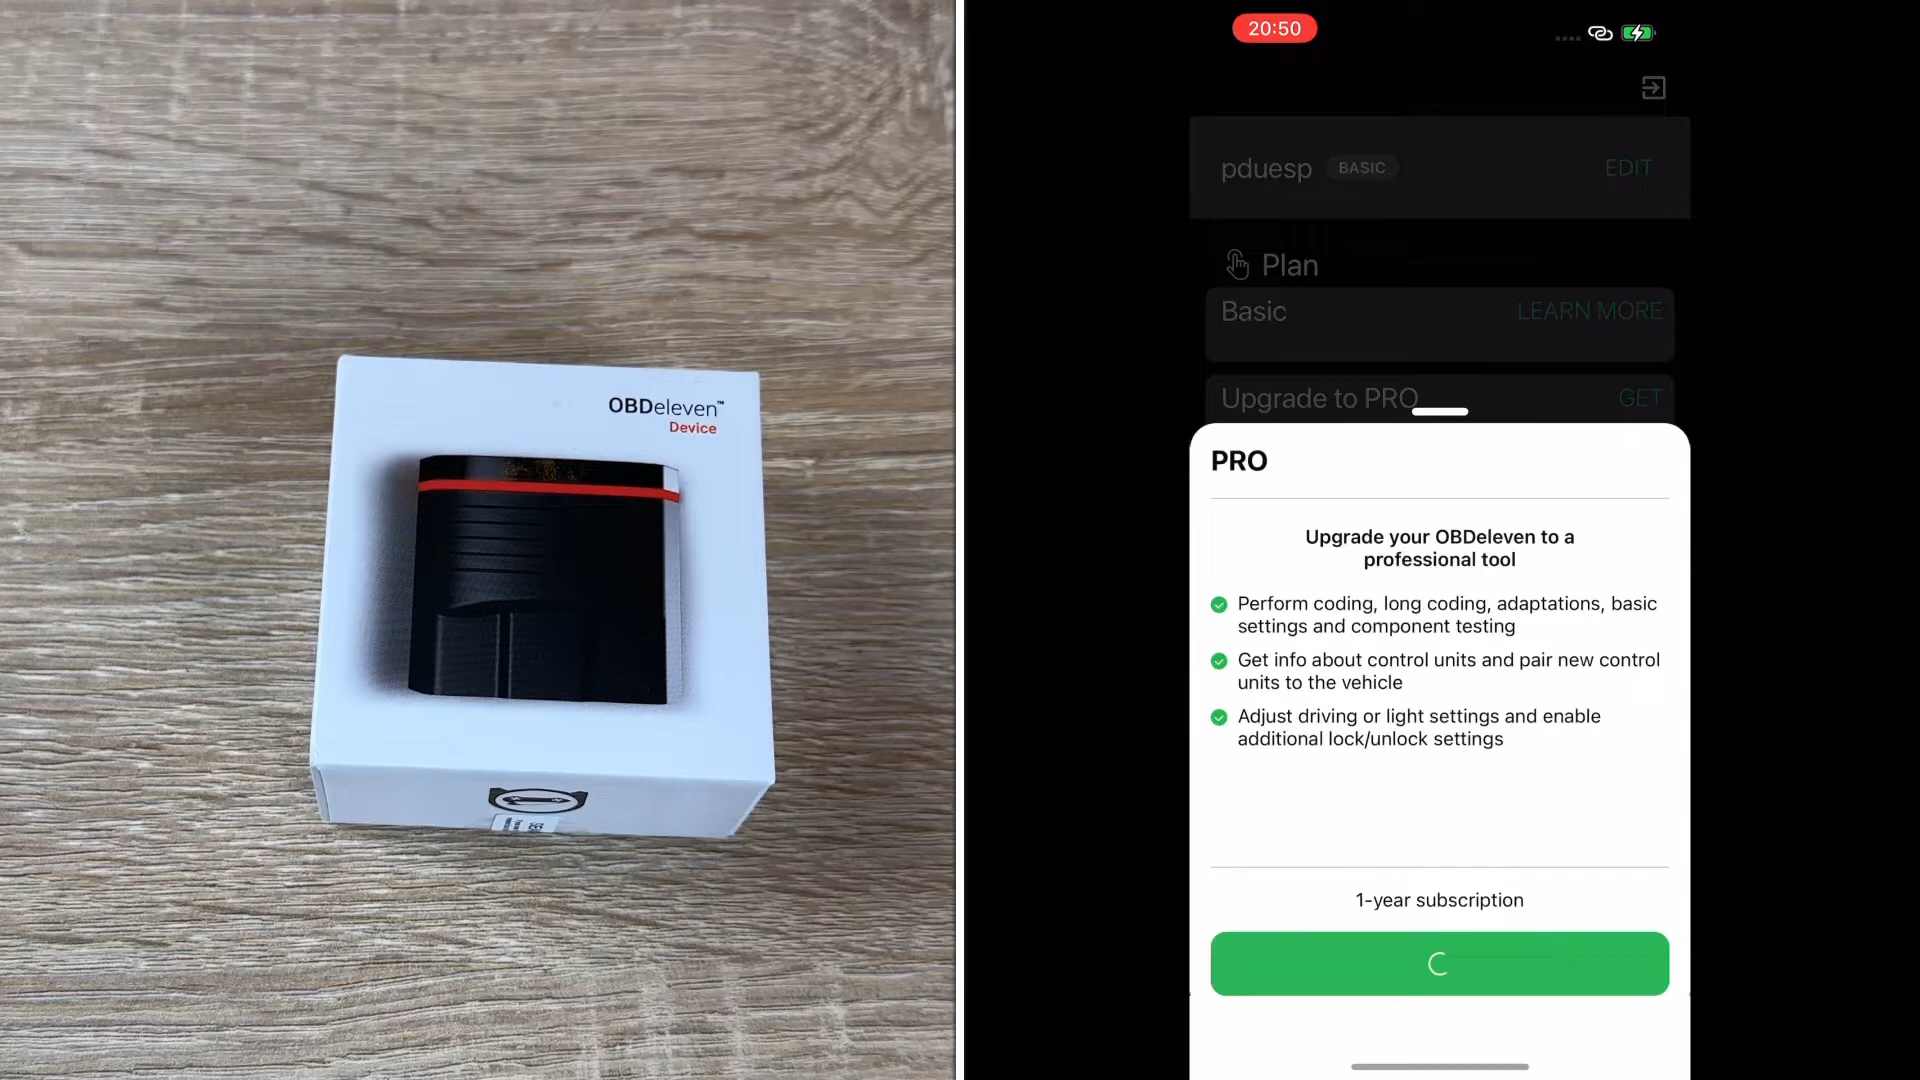 OBDeleven™
Device
20:50
pduesp BASIC EDIT
Plan
Basic LEARN MORE
Upgrade to PRO GET
PRO
Upgrade your OBDeleven to a
professional tool
Perform coding, long coding, adaptations, basic
settings and component testing
Get info about control units and pair new control
units to the vehicle
Adjust driving or light settings and enable
additional lock/unlock settings
1-year subscription